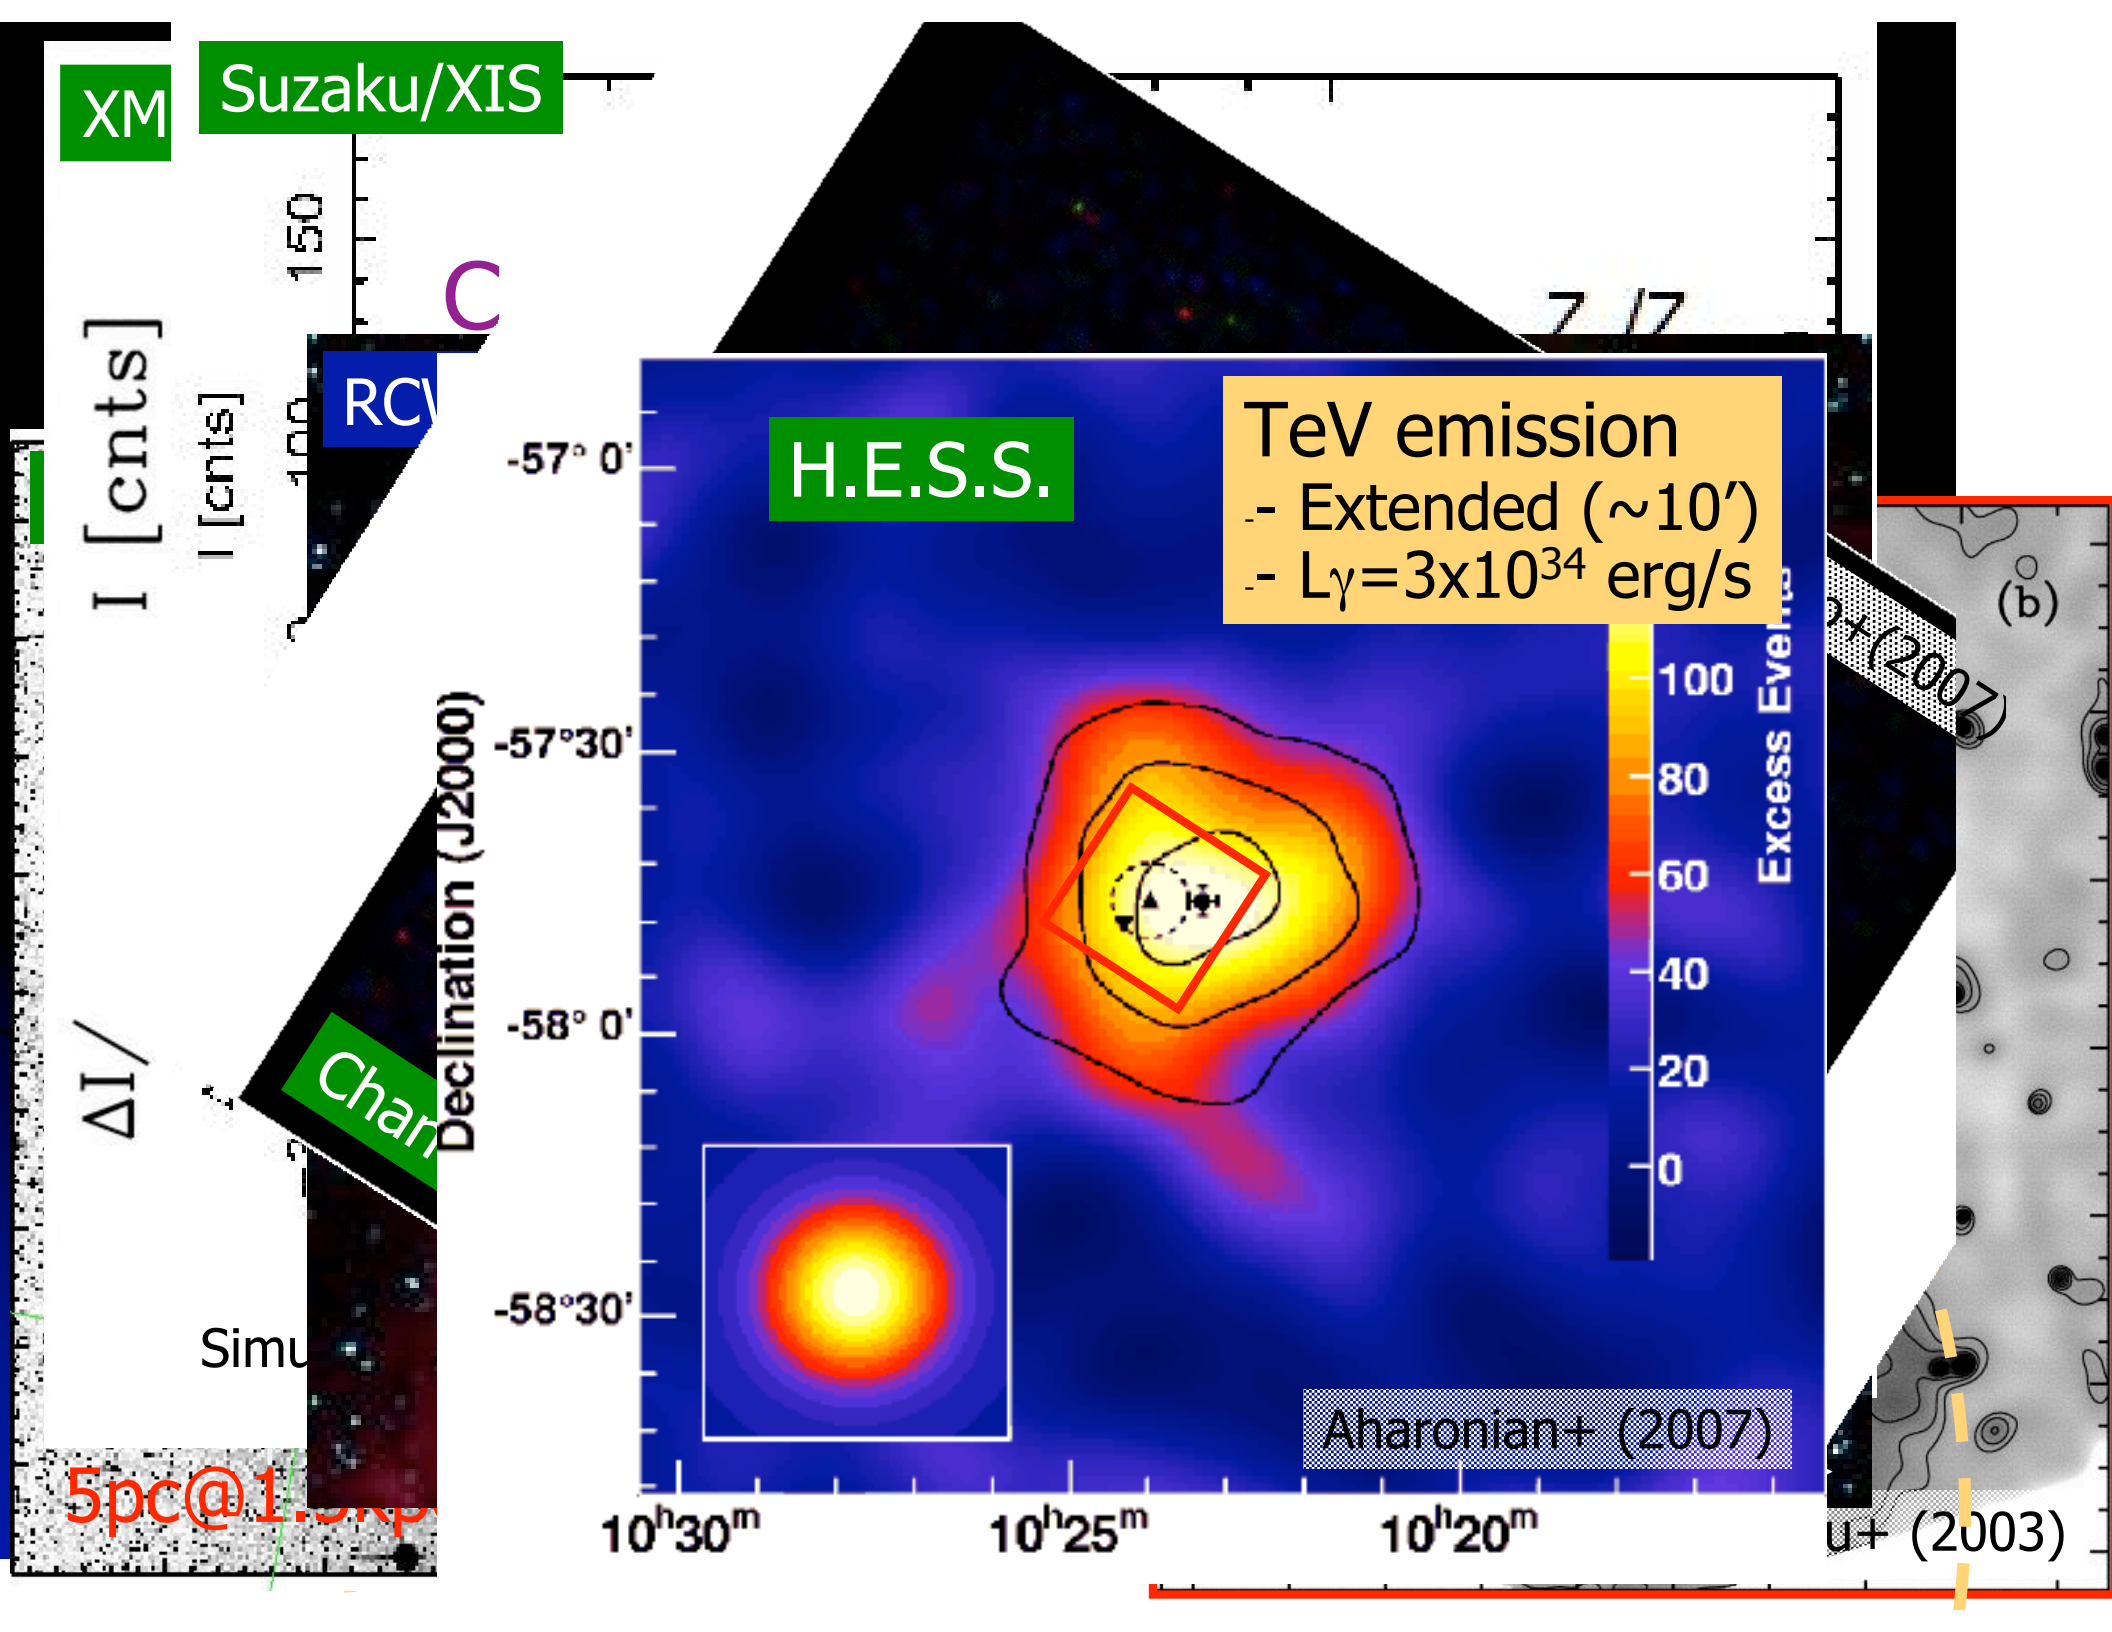 XM
Suzaku/XIS
150
C
I [cnts]
I [cnts]
RCW
H.E.S.S.
TeV emission
-- Extended (~10’)
-- Lγ=3x10³⁴ erg/s
(b)
+(2007)
-57° 0'
-57°30'
-58° 0'
-58°30'
Declination (J2000)
100
80
60
40
20
0
Excess Events
ΔI/
Chan
Simu
5pc@1.
Aharonian+ (2007)
10ʰ30ᵐ
10ʰ25ᵐ
10ʰ20ᵐ
u+ (2003)